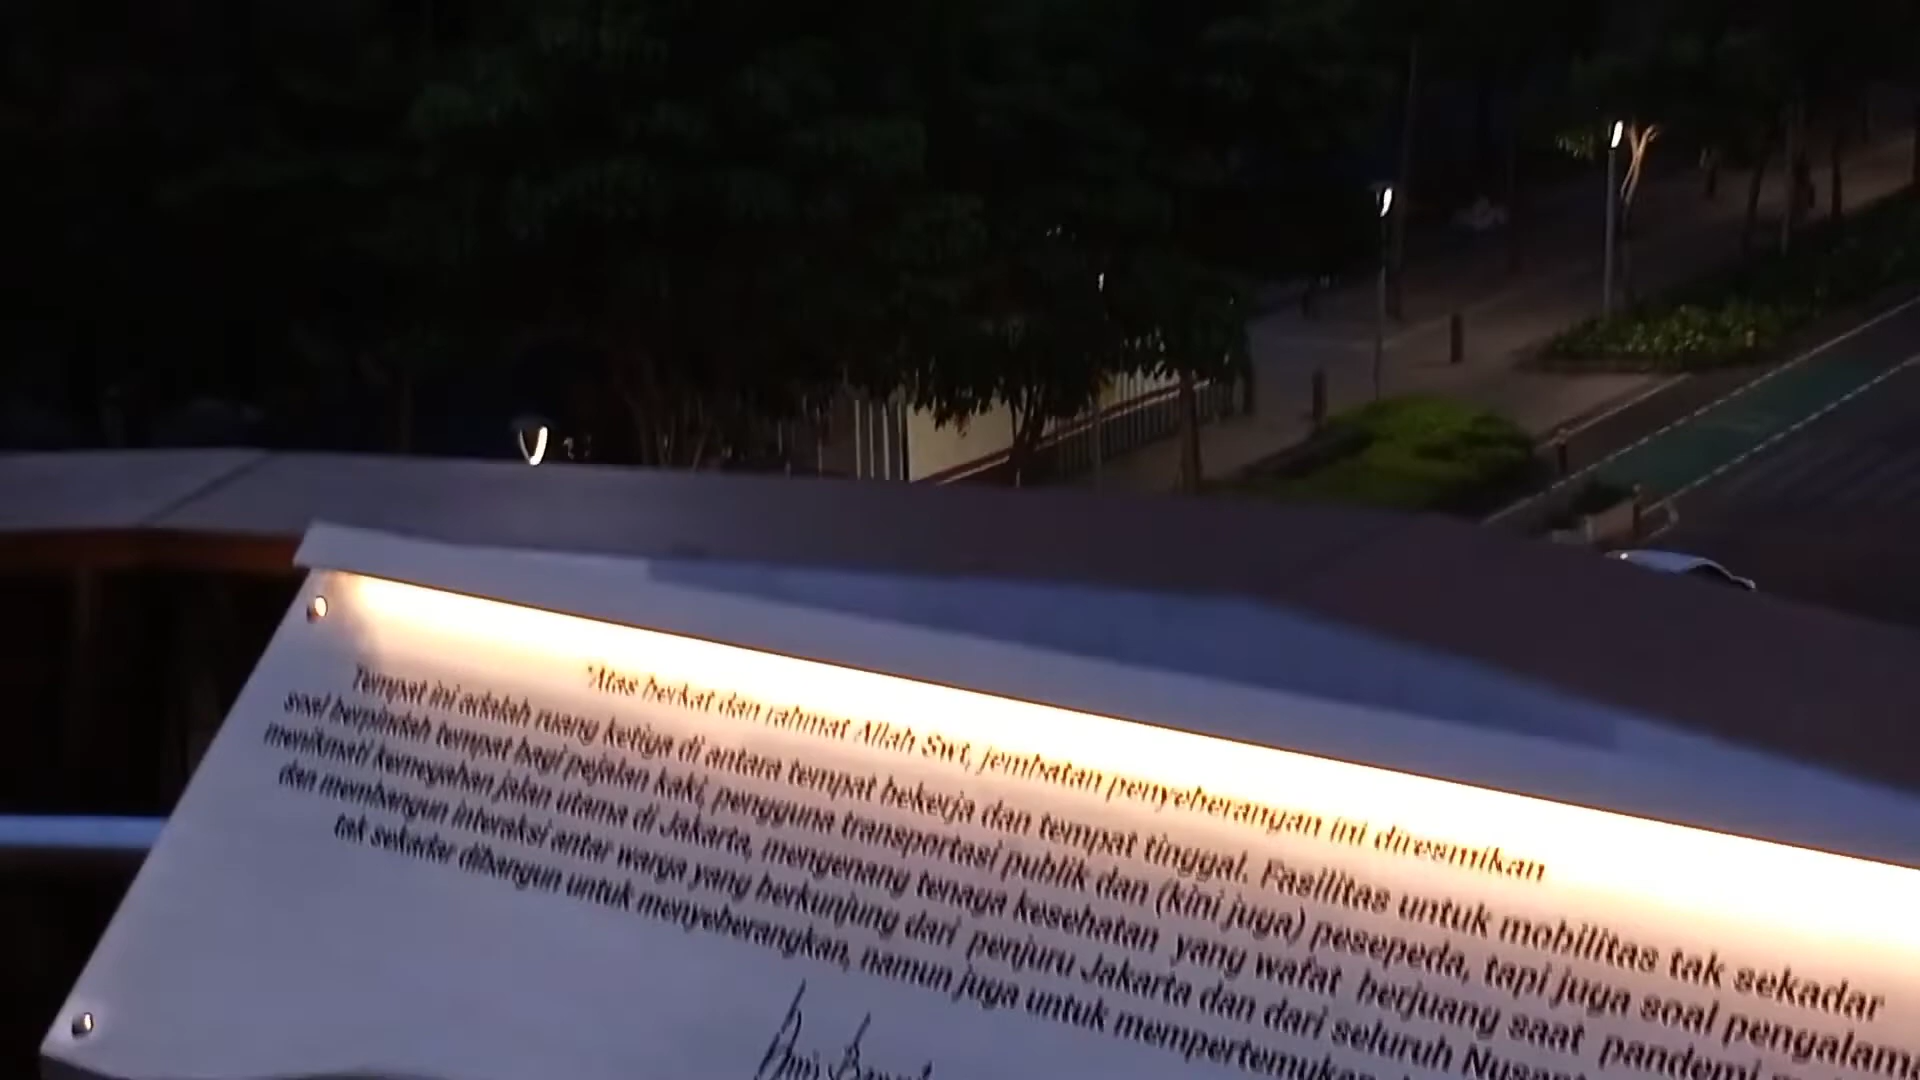 "Atas berkat dan rahmat Allah Swt, jembatan penyeberangan ini diresmikan
Tempat ini adalah ruang ketiga di antara tempat bekerja dan tempat tinggal. Fasilitas untuk mobilitas tak sekadar
soal berpindah tempat bagi pejalan kaki, pengguna transportasi publik dan (kini juga) pesepeda, tapi juga soal pengalam
menikmati kemegahan jalan utama di Jakarta, mengenang tenaga kesehatan yang wafat berjuang saat pandemi
dan membangun interaksi antar warga yang berkunjung dari penjuru Jakarta dan dari seluruh Nusant
tak sekadar dibangun untuk menyeberangkan, namun juga untuk mempertemukan